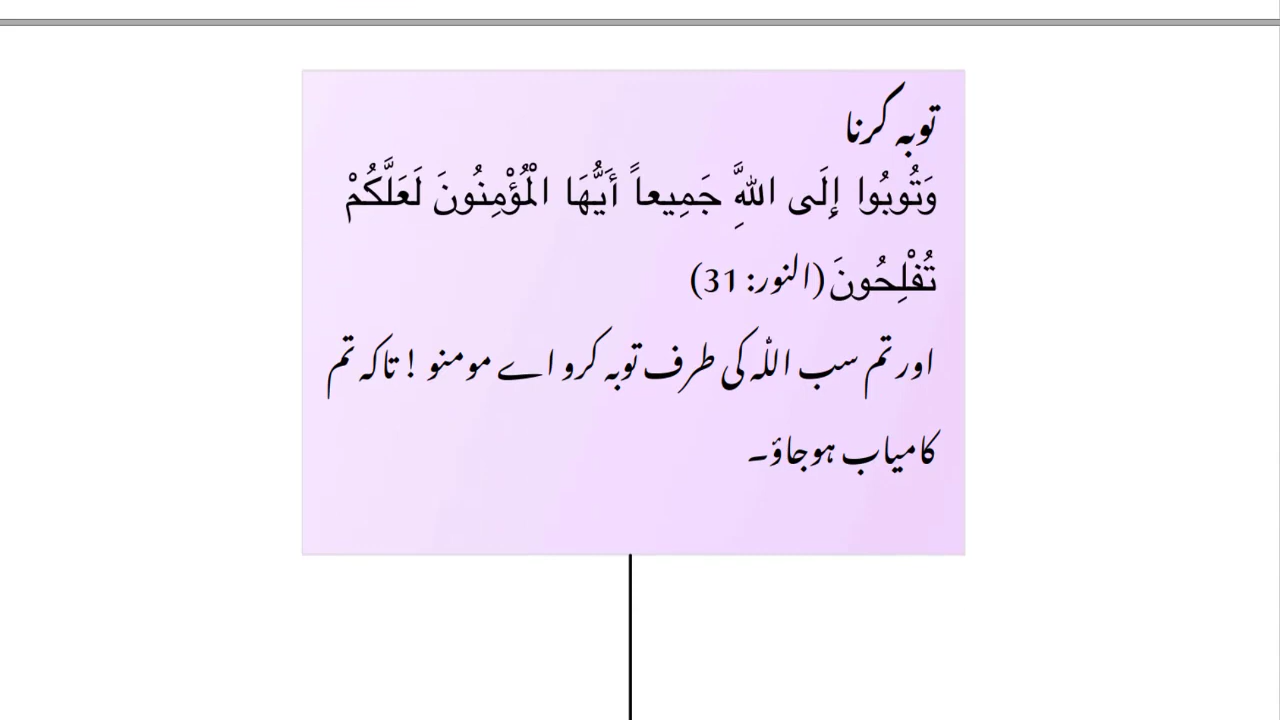 توبہ کرنا
وَتُوبُوا إِلَى اللَّهِ جَمِيعاً أَيُّهَا الْمُؤْمِنُونَ لَعَلَّكُمْ
تُفْلِحُونَ (النور: 31)
اور تم سب اللہ کی طرف توبہ کرو اے مومنو ! تاکہ تم
کامیاب ہوجاؤ۔